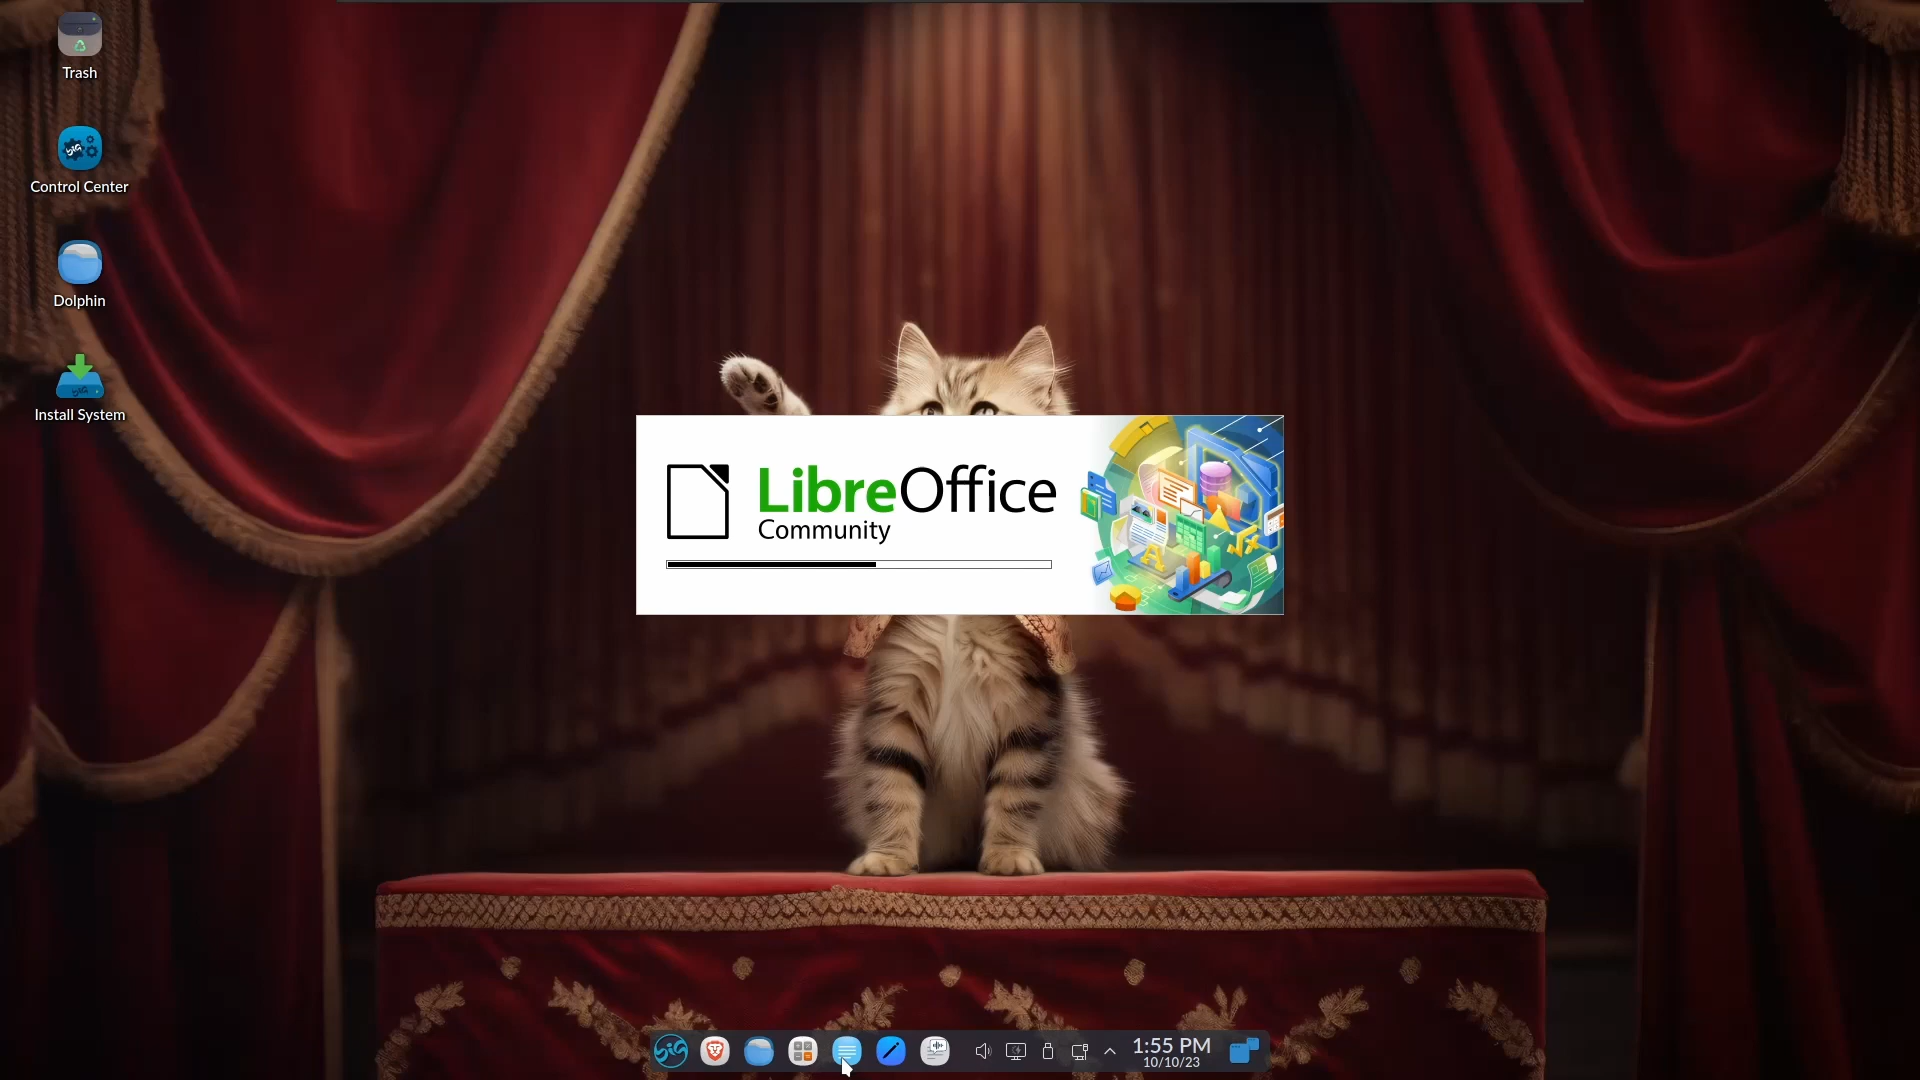 Trash
Control Center
Dolphin
Install System
LibreOffice
Community
1:55 PM
10/10/23